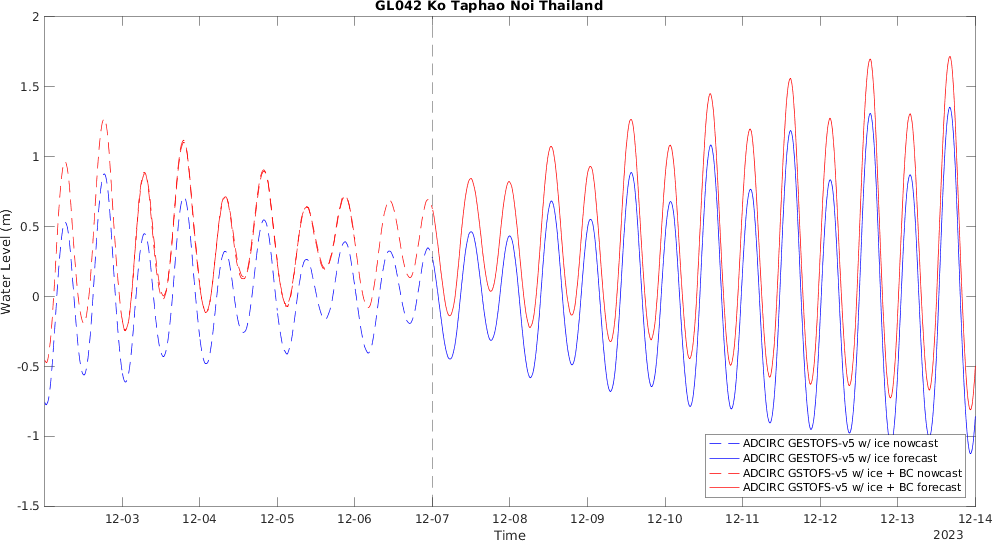 GL042 Ko Taphao Noi Thailand
2
1.5
1
0.5
0
-0.5
-1
-1.5
Water Level (m)
ADCIRC GESTOFS-v5 w/ ice nowcast
ADCIRC GESTOFS-v5 w/ ice forecast
ADCIRC GSTOFS-v5 w/ ice + BC nowcast
ADCIRC GSTOFS-v5 w/ ice + BC forecast
12-03 12-04 12-05 12-06 12-07 12-08 12-09 12-10 12-11 12-12 12-13 12-14
Time
2023